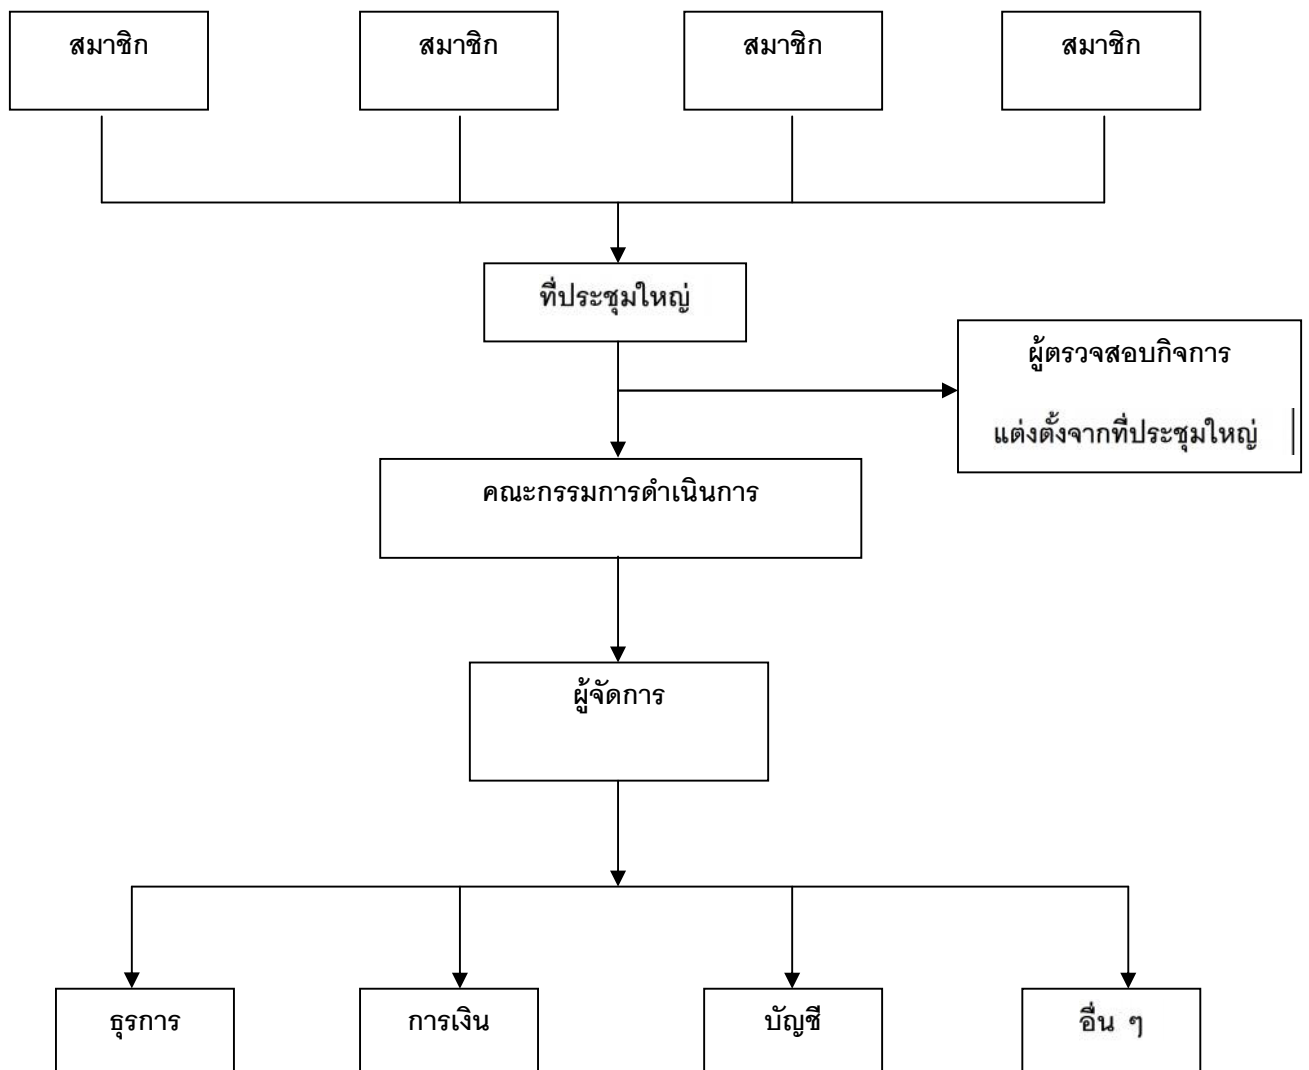 สมาชิก
สมาชิก
สมาชิก
สมาชิก
ที่ประชุมใหญ่
ผู้ตรวจสอบกิจการ
แต่งตั้งจากที่ประชุมใหญ่
คณะกรรมการดำเนินการ
ผู้จัดการ
ธุรการ
การเงิน
บัญชี
อื่น ๆ